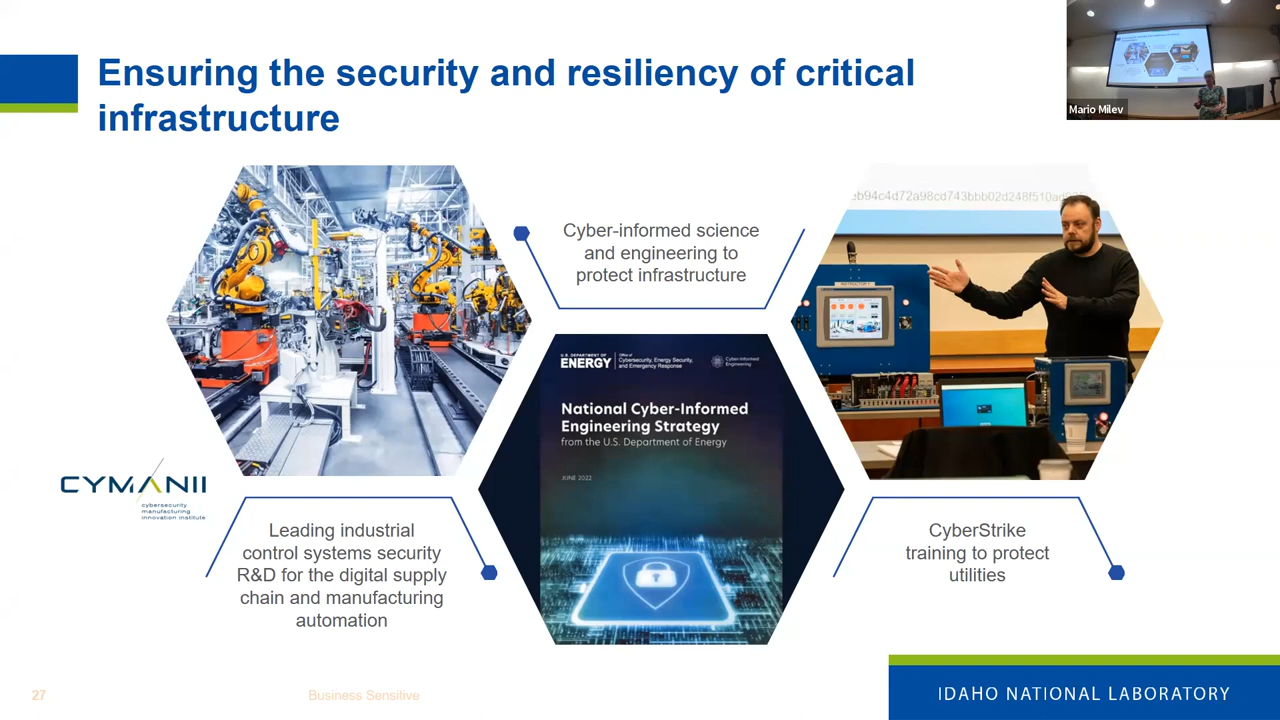 Ensuring the security and resiliency of critical
infrastructure
Mario Milev
Cyber-informed science
and engineering to
protect infrastructure
INSTRUCTOR
U.S. DEPARTMENT OF
ENERGY
Office of
Cybersecurity, Energy Security,
and Emergency Response
Cyber-Informed
Engineering
National Cyber-Informed
Engineering Strategy
from the U.S. Department of Energy
JUNE 2022
CYMANII
cybersecurity
manufacturing
innovation institute
Leading industrial
control systems security
R&D for the digital supply
chain and manufacturing
automation
CyberStrike
training to protect
utilities
27
Business Sensitive
IDAHO NATIONAL LABORATORY